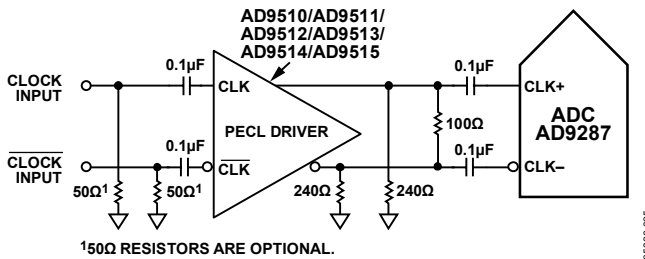 AD9510/AD9511/
AD9512/AD9513/
AD9514/AD9515
0.1µF
0.1µF
CLOCK
INPUT
CLK
CLK+
ADC
AD9287
PECL DRIVER
100Ω
0.1µF
0.1µF
CLOCK
INPUT
CLK
CLK–
50Ω¹
50Ω¹
240Ω
240Ω
¹50Ω RESISTORS ARE OPTIONAL.